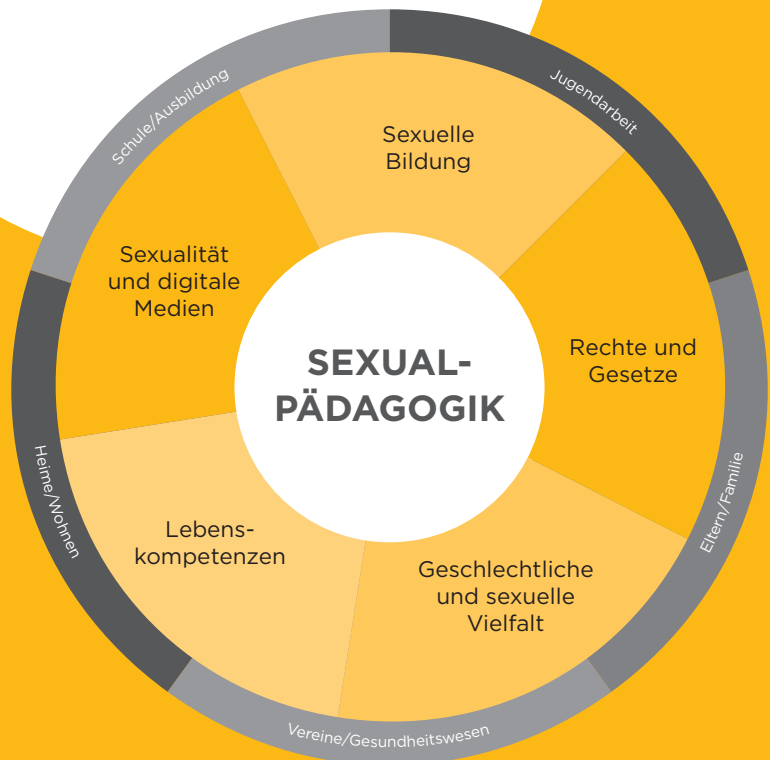 Schule/Ausbildung
Jugendarbeit
Sexuelle
Bildung
Sexualität
und digitale
Medien
SEXUAL-
PÄDAGOGIK
Rechte und
Gesetze
Heime/Wohnen
Eltern/Familie
Lebens-
kompetenzen
Geschlechtliche
und sexuelle
Vielfalt
Vereine/Gesundheitswesen